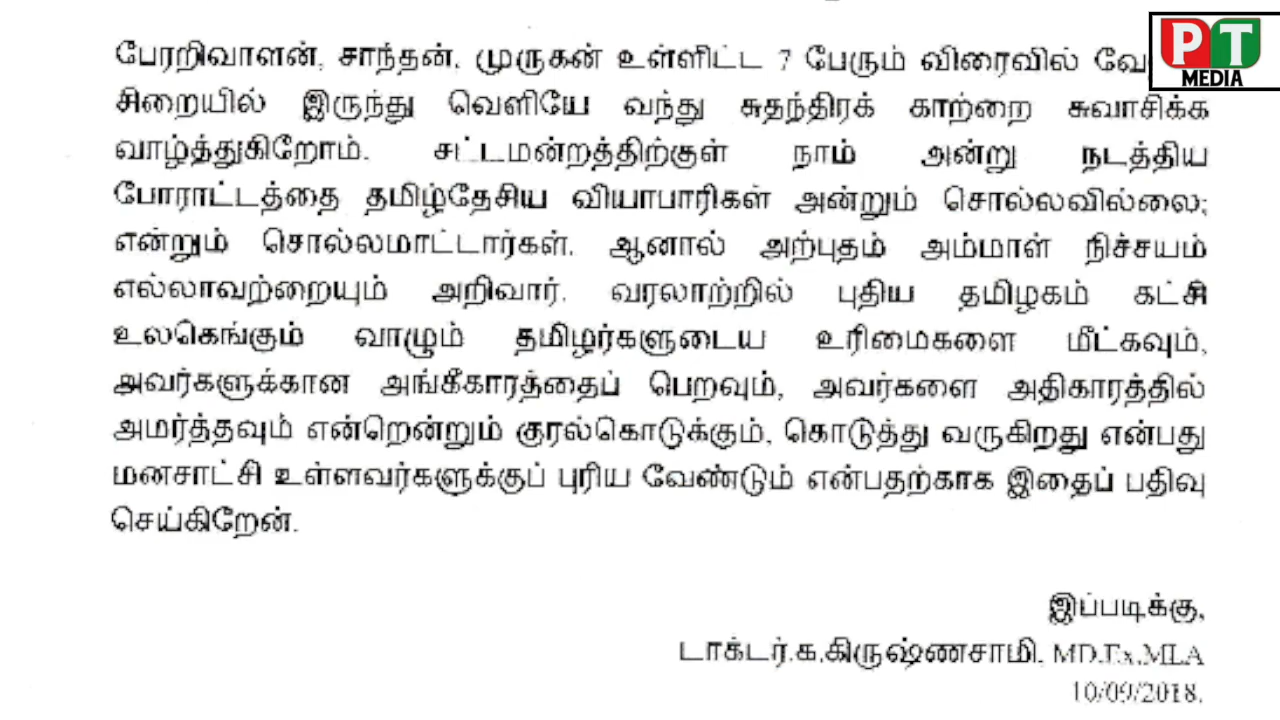 பேரறிவாளன், சாந்தன், முருகன் உள்ளிட்ட 7 பேரும் விரைவில்
PT
MEDIA
சிறையில் இருந்து வெளியே வந்து சுதந்திரக் காற்றை சுவாசிக்க
வாழ்த்துகிறோம். சட்டமன்றத்திற்குள் நாம் அன்று நடத்திய
போராட்டத்தை தமிழ்தேசிய வியாபாரிகள் அன்றும் சொல்லவில்லை;
என்றும் சொல்லமாட்டார்கள். ஆனால் அற்புதம் அம்மாள் நிச்சயம்
எல்லாவற்றையும் அறிவார். வரலாற்றில் புதிய தமிழகம் கட்சி
உலகெங்கும் வாழும் தமிழர்களுடைய உரிமைகளை மீட்கவும்,
அவர்களுக்கான அங்கீகாரத்தைப் பெறவும், அவர்களை அதிகாரத்தில்
அமர்த்தவும் என்றென்றும் குரல்கொடுக்கும், கொடுத்து வருகிறது என்பது
மனசாட்சி உள்ளவர்களுக்குப் புரிய வேண்டும் என்பதற்காக இதைப் பதிவு
செய்கிறேன்.
இப்படிக்கு,
டாக்டர்.க.கிருஷ்ணசாமி, MD.Ex.MLA
10/09/2018.